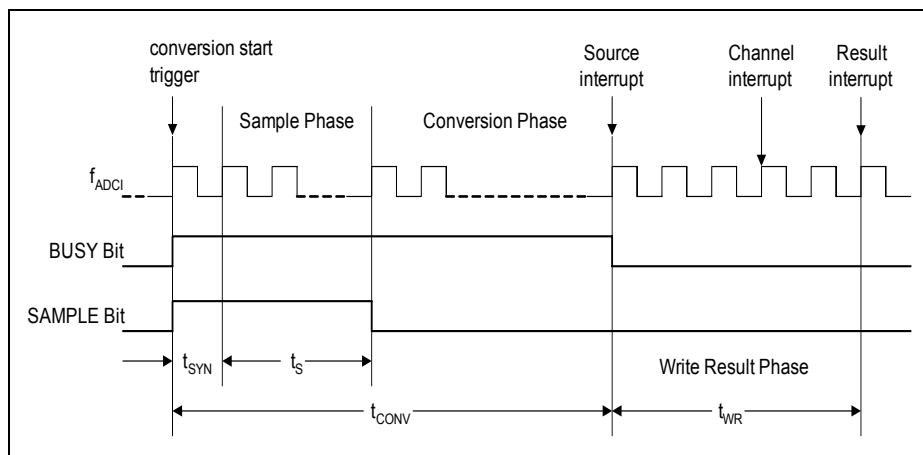 conversion start
trigger
Source
interrupt
Channel
interrupt
Result
interrupt
Sample Phase
Conversion Phase
fADCI
BUSY Bit
SAMPLE Bit
tSYN
tS
Write Result Phase
tCONV
tWR